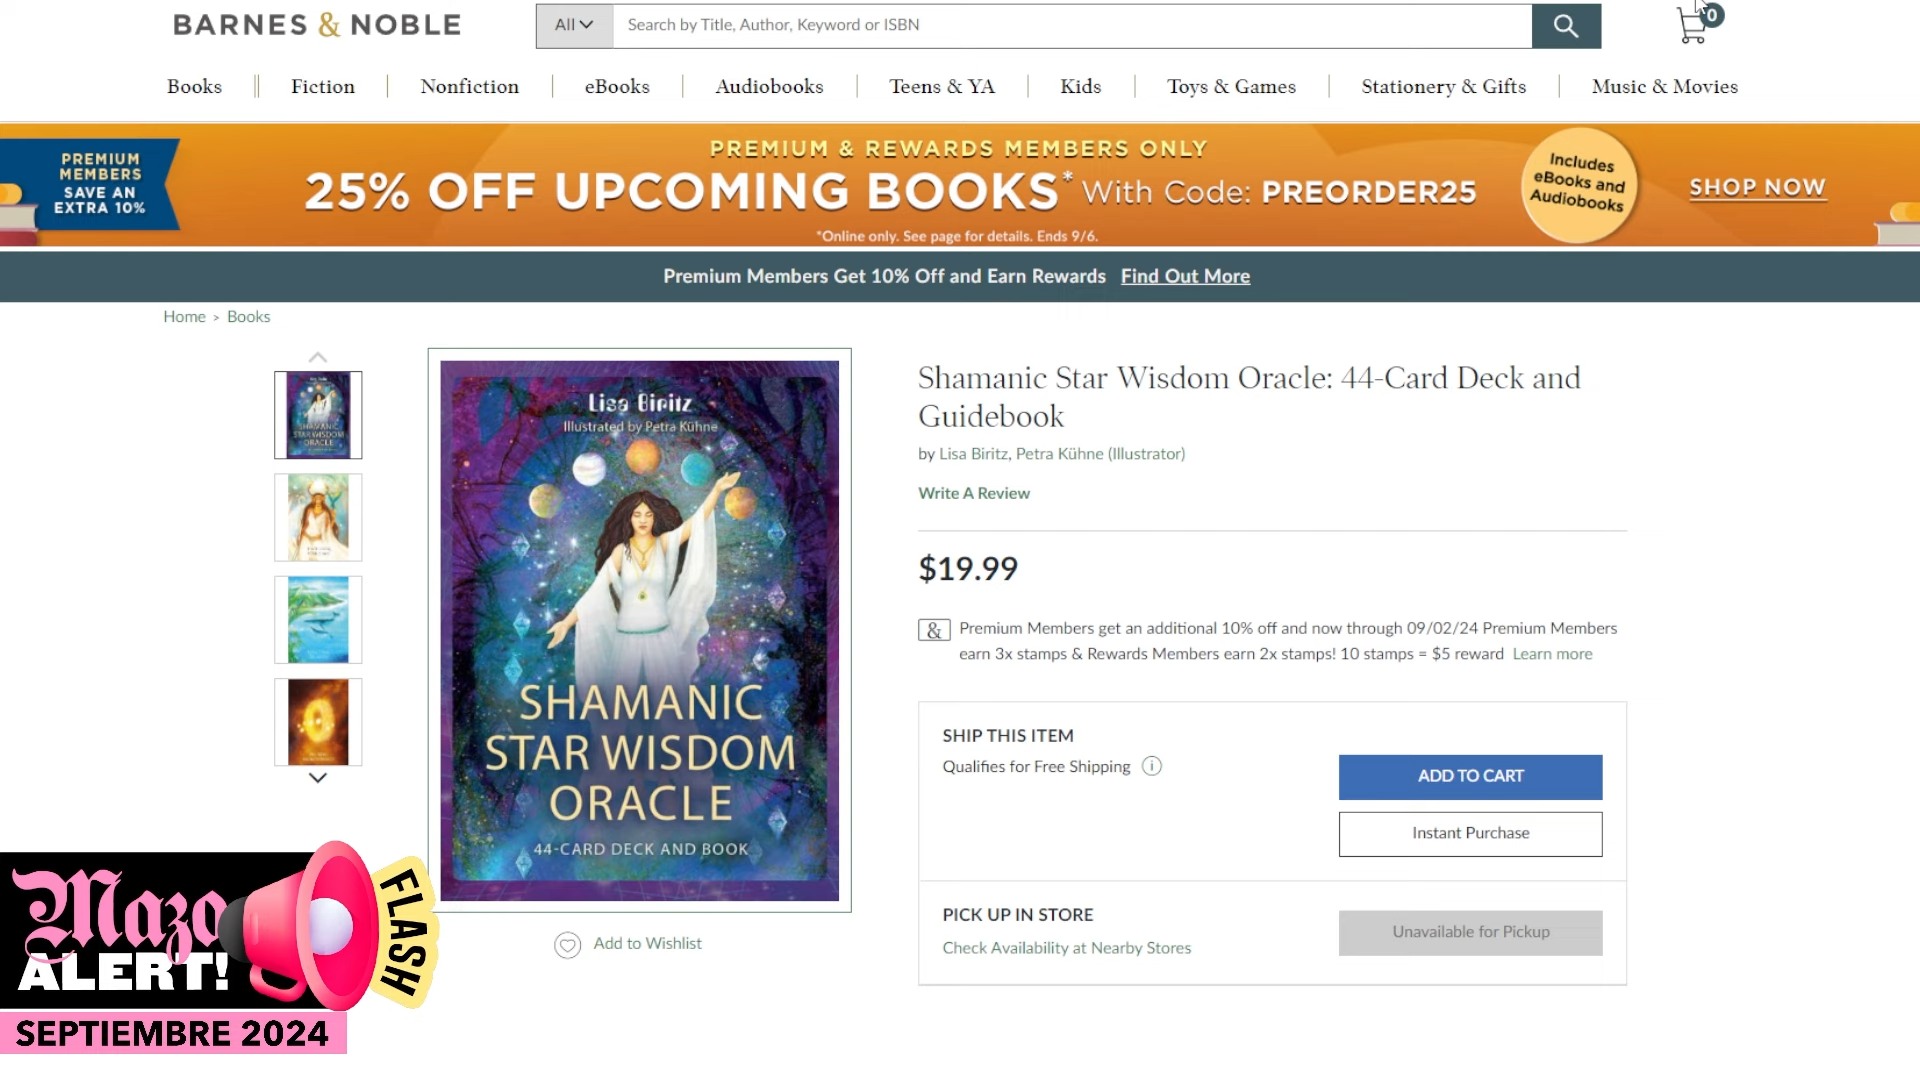 BARNES & NOBLE
All
Search by Title, Author, Keyword or ISBN
0
Books
Fiction
Nonfiction
eBooks
Audiobooks
Teens & YA
Kids
Toys & Games
Stationery & Gifts
Music & Movies
PREMIUM
MEMBERS
SAVE AN
EXTRA 10%
PREMIUM & REWARDS MEMBERS ONLY
25% OFF UPCOMING BOOKS* With Code: PREORDER25
*Online only. See page for details. Ends 9/6.
Includes
eBooks and
Audiobooks
SHOP NOW
Premium Members Get 10% Off and Earn Rewards Find Out More
Home > Books
Lisa Biritz
Illustrated by Petra Kühne
SHAMANIC
STAR WISDOM
ORACLE
44-CARD DECK AND BOOK
SHAMANIC
STAR WISDOM
ORACLE
Add to Wishlist
Shamanic Star Wisdom Oracle: 44-Card Deck and
Guidebook
by Lisa Biritz, Petra Kühne (Illustrator)
Write A Review
$19.99
& Premium Members get an additional 10% off and now through 09/02/24 Premium Members
earn 3x stamps & Rewards Members earn 2x stamps! 10 stamps = $5 reward Learn more
SHIP THIS ITEM
Qualifies for Free Shipping
ADD TO CART
Instant Purchase
PICK UP IN STORE
Check Availability at Nearby Stores
Unavailable for Pickup
Mazo
ALERT!
FLASH
SEPTIEMBRE 2024